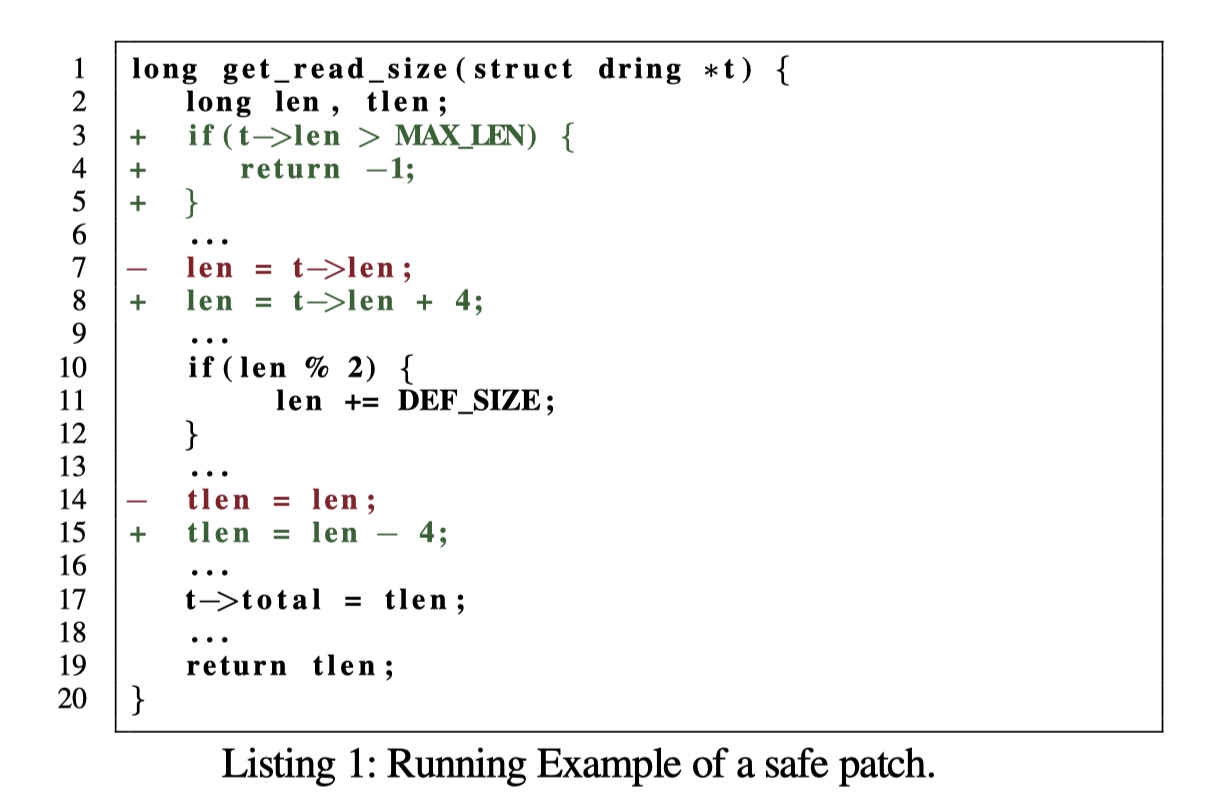 1 long get_read_size(struct dring *t) {
2 long len, tlen;
3 + if(t->len > MAX_LEN) {
4 + return -1;
5 + }
6 ...
7 - len = t->len;
8 + len = t->len + 4;
9 ...
10 if(len % 2) {
11 len += DEF_SIZE;
12 }
13 ...
14 - tlen = len;
15 + tlen = len - 4;
16 ...
17 t->total = tlen;
18 ...
19 return tlen;
20 }
Listing 1: Running Example of a safe patch.